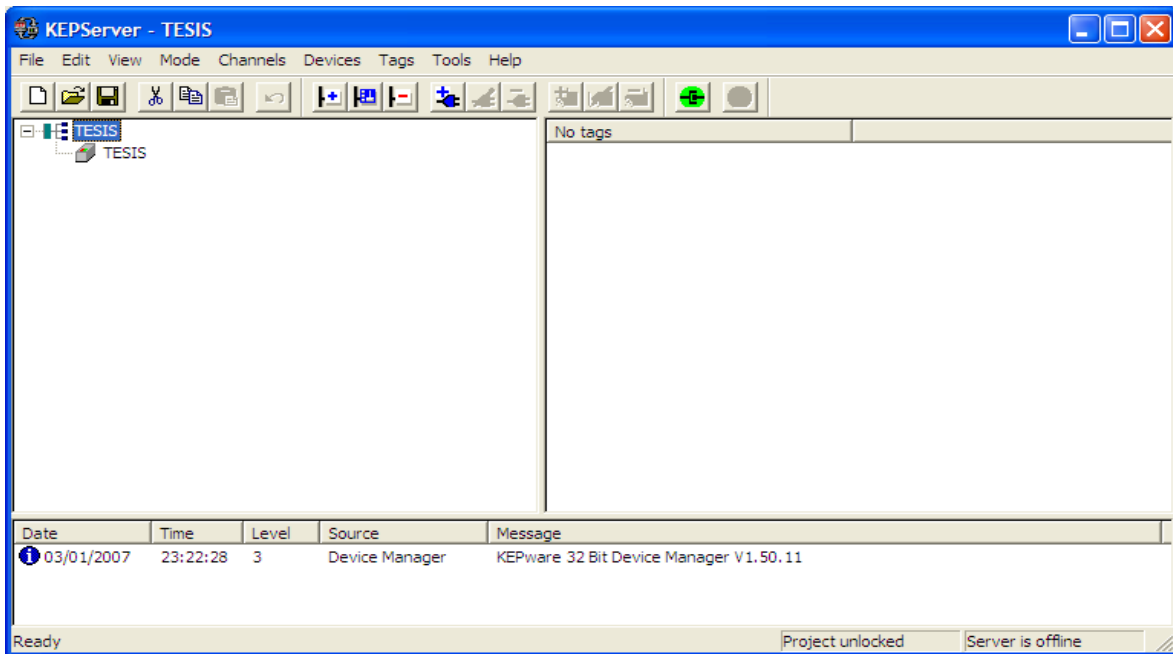 KEPServer - TESIS
File Edit View Mode Channels Devices Tags Tools Help
TESIS
TESIS
No tags
Date Time Level Source Message
03/01/2007 23:22:28 3 Device Manager KEPware 32 Bit Device Manager V1.50.11
Ready Project unlocked Server is offline